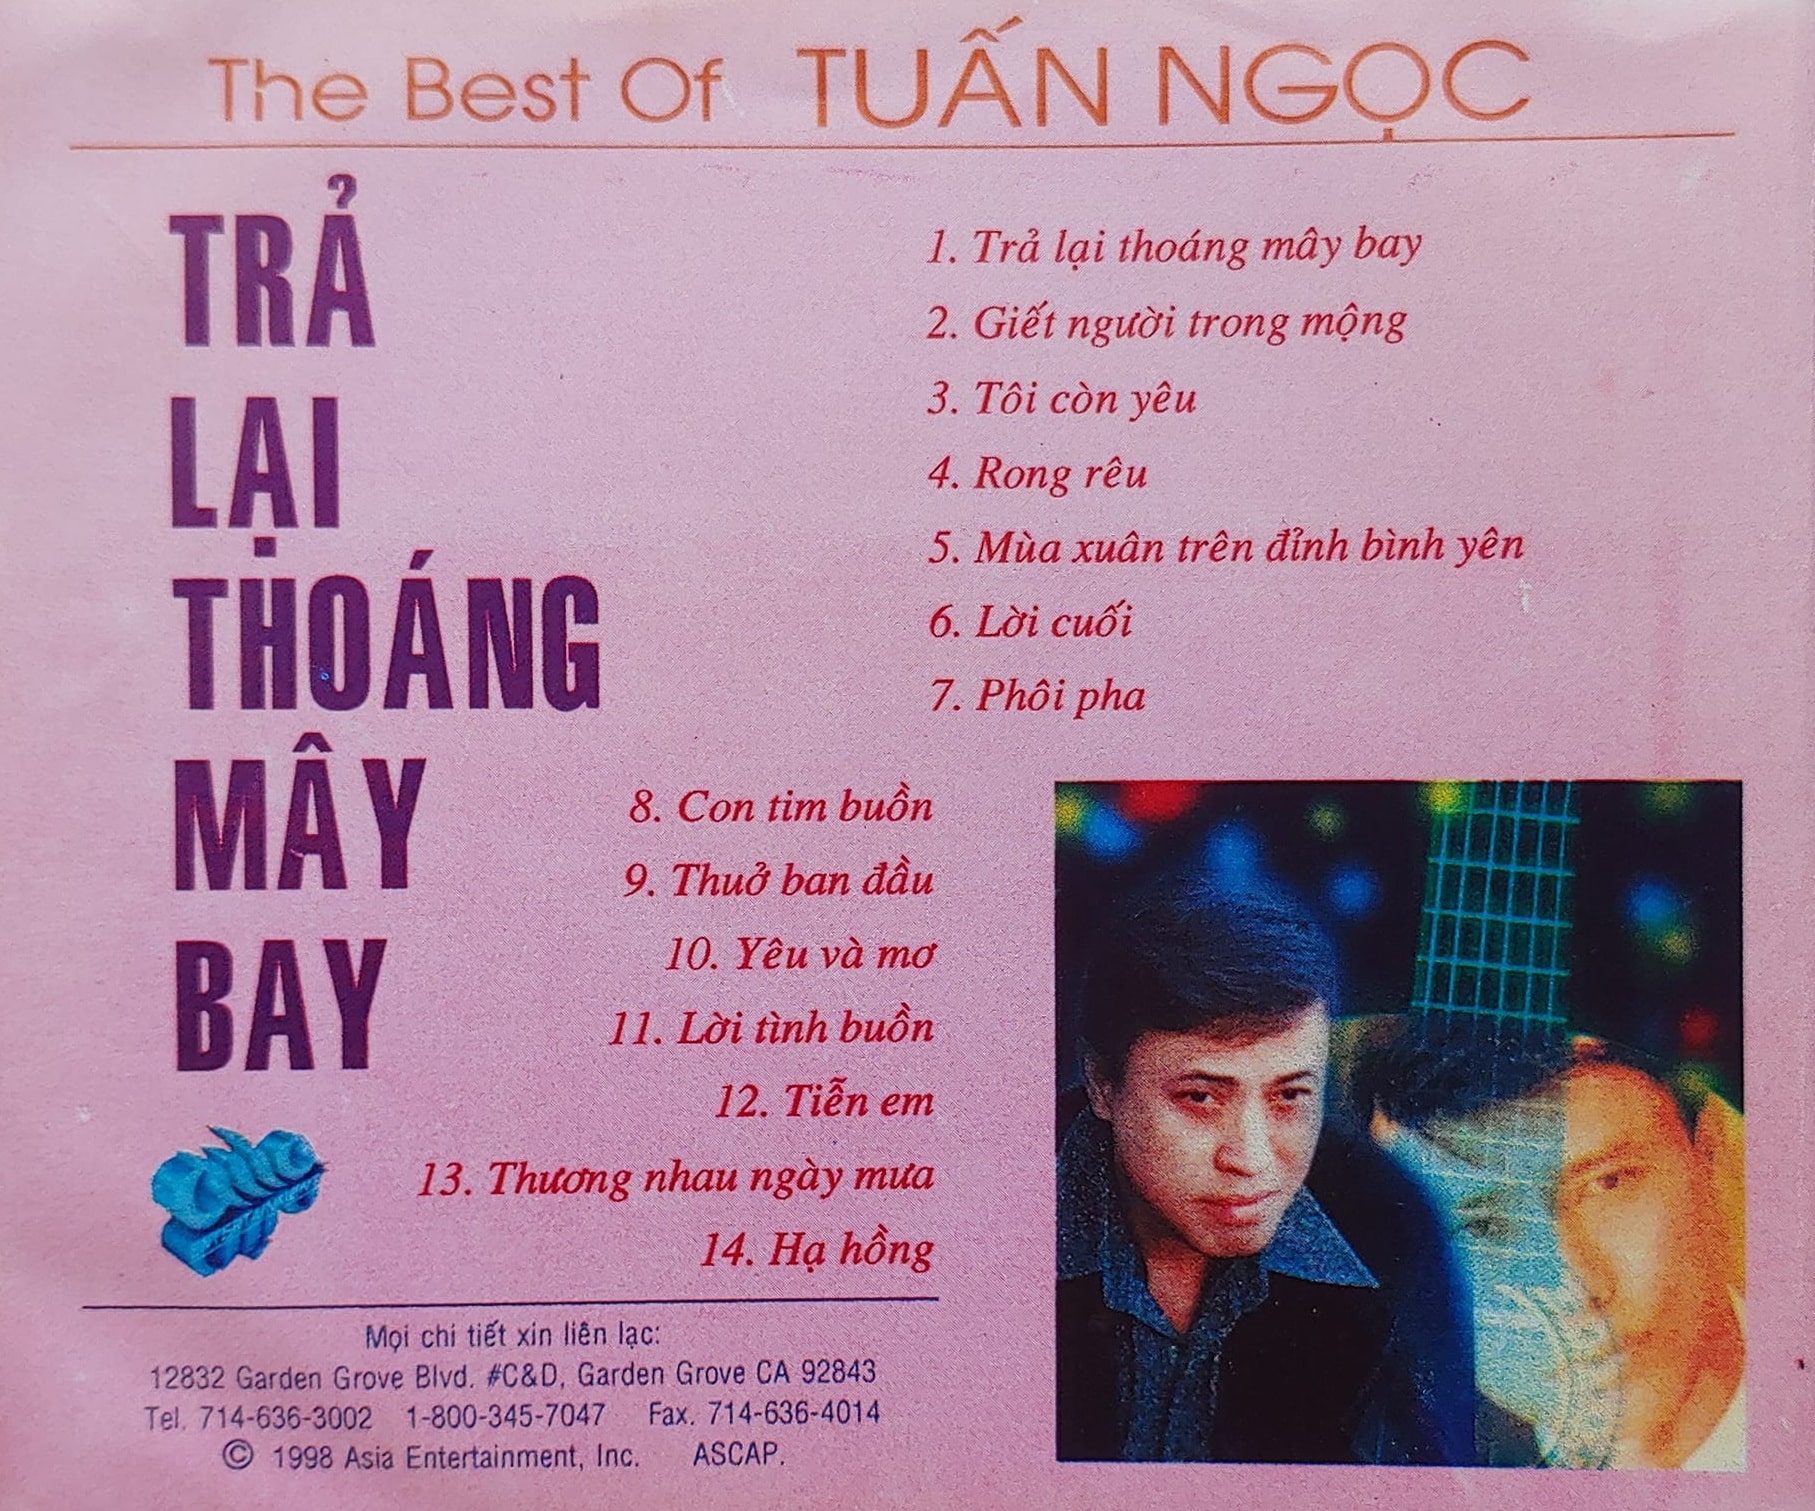 The Best Of TUẤN NGỌC
TRẢ
LẠI
THOÁNG
MÂY
BAY
1. Trả lại thoáng mây bay
2. Giết người trong mộng
3. Tôi còn yêu
4. Rong rêu
5. Mùa xuân trên đỉnh bình yên
6. Lời cuối
7. Phôi pha
8. Con tim buồn
9. Thuở ban đầu
10. Yêu và mơ
11. Lời tình buồn
12. Tiễn em
13. Thương nhau ngày mưa
14. Hạ hồng
Mọi chi tiết xin liên lạc:
12832 Garden Grove Blvd. #C&D, Garden Grove CA 92843
Tel. 714-636-3002 1-800-345-7047 Fax. 714-636-4014
© 1998 Asia Entertainment, Inc. ASCAP.